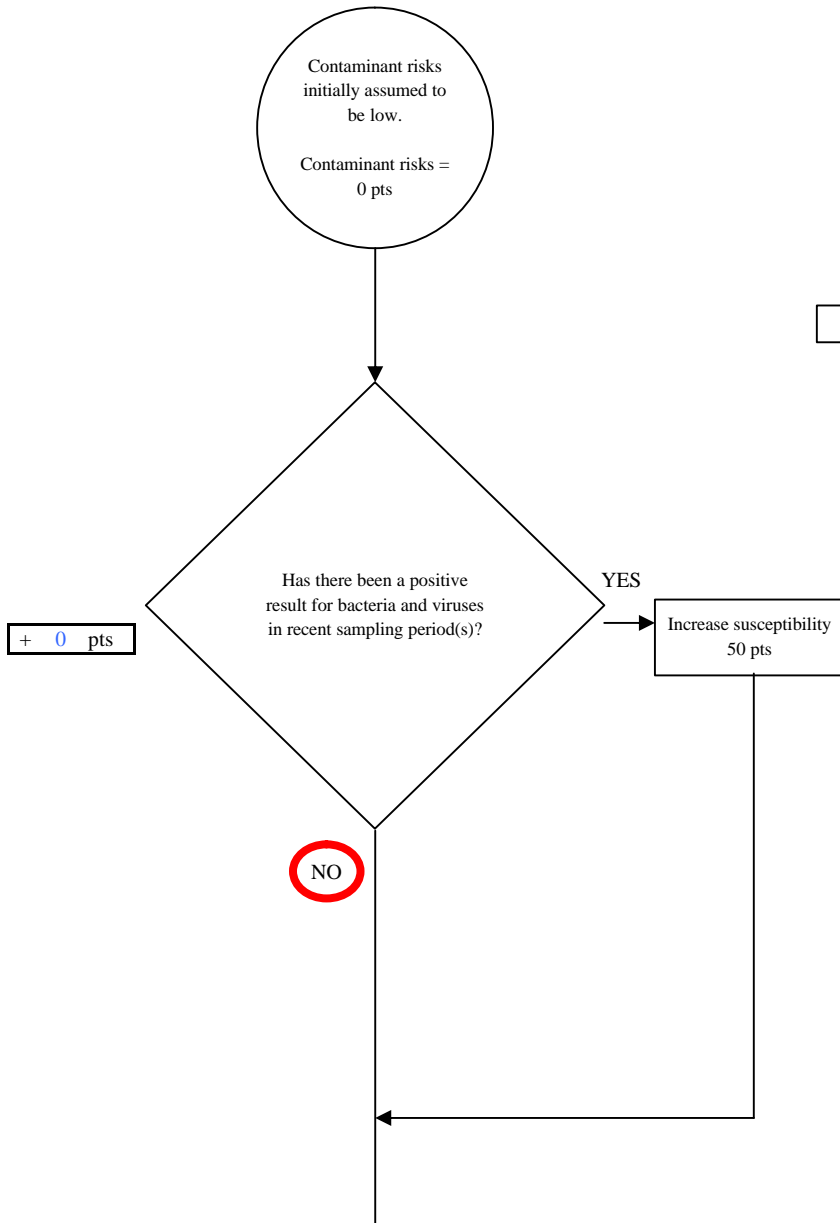 Contaminant risks
initially assumed to
be low.
Contaminant risks =
0 pts
Has there been a positive
result for bacteria and viruses
in recent sampling period(s)?
YES
Increase susceptibility
50 pts
+ 0 pts
NO